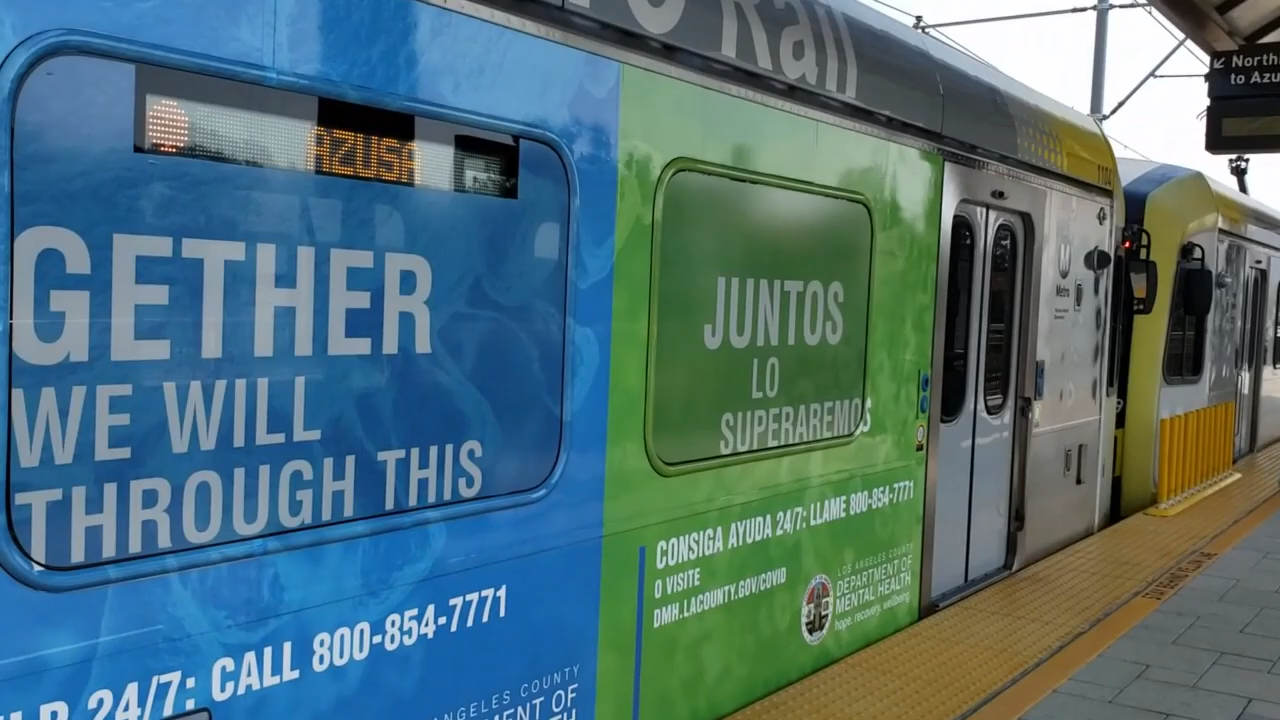 Rail
AZUSA
GETHER
WE WILL
THROUGH THIS
24/7: CALL 800-854-7771
ANGELES COUNTY
MENT OF
JUNTOS
LO
SUPERAREMOS
CONSIGA AYUDA 24/7: LLAME 800-854-7771
O VISITE
DMH.LACOUNTY.GOV/COVID
LOS ANGELES COUNTY
DEPARTMENT OF
MENTAL HEALTH
hope. recovery. wellbeing.
Metro
North
to Azu